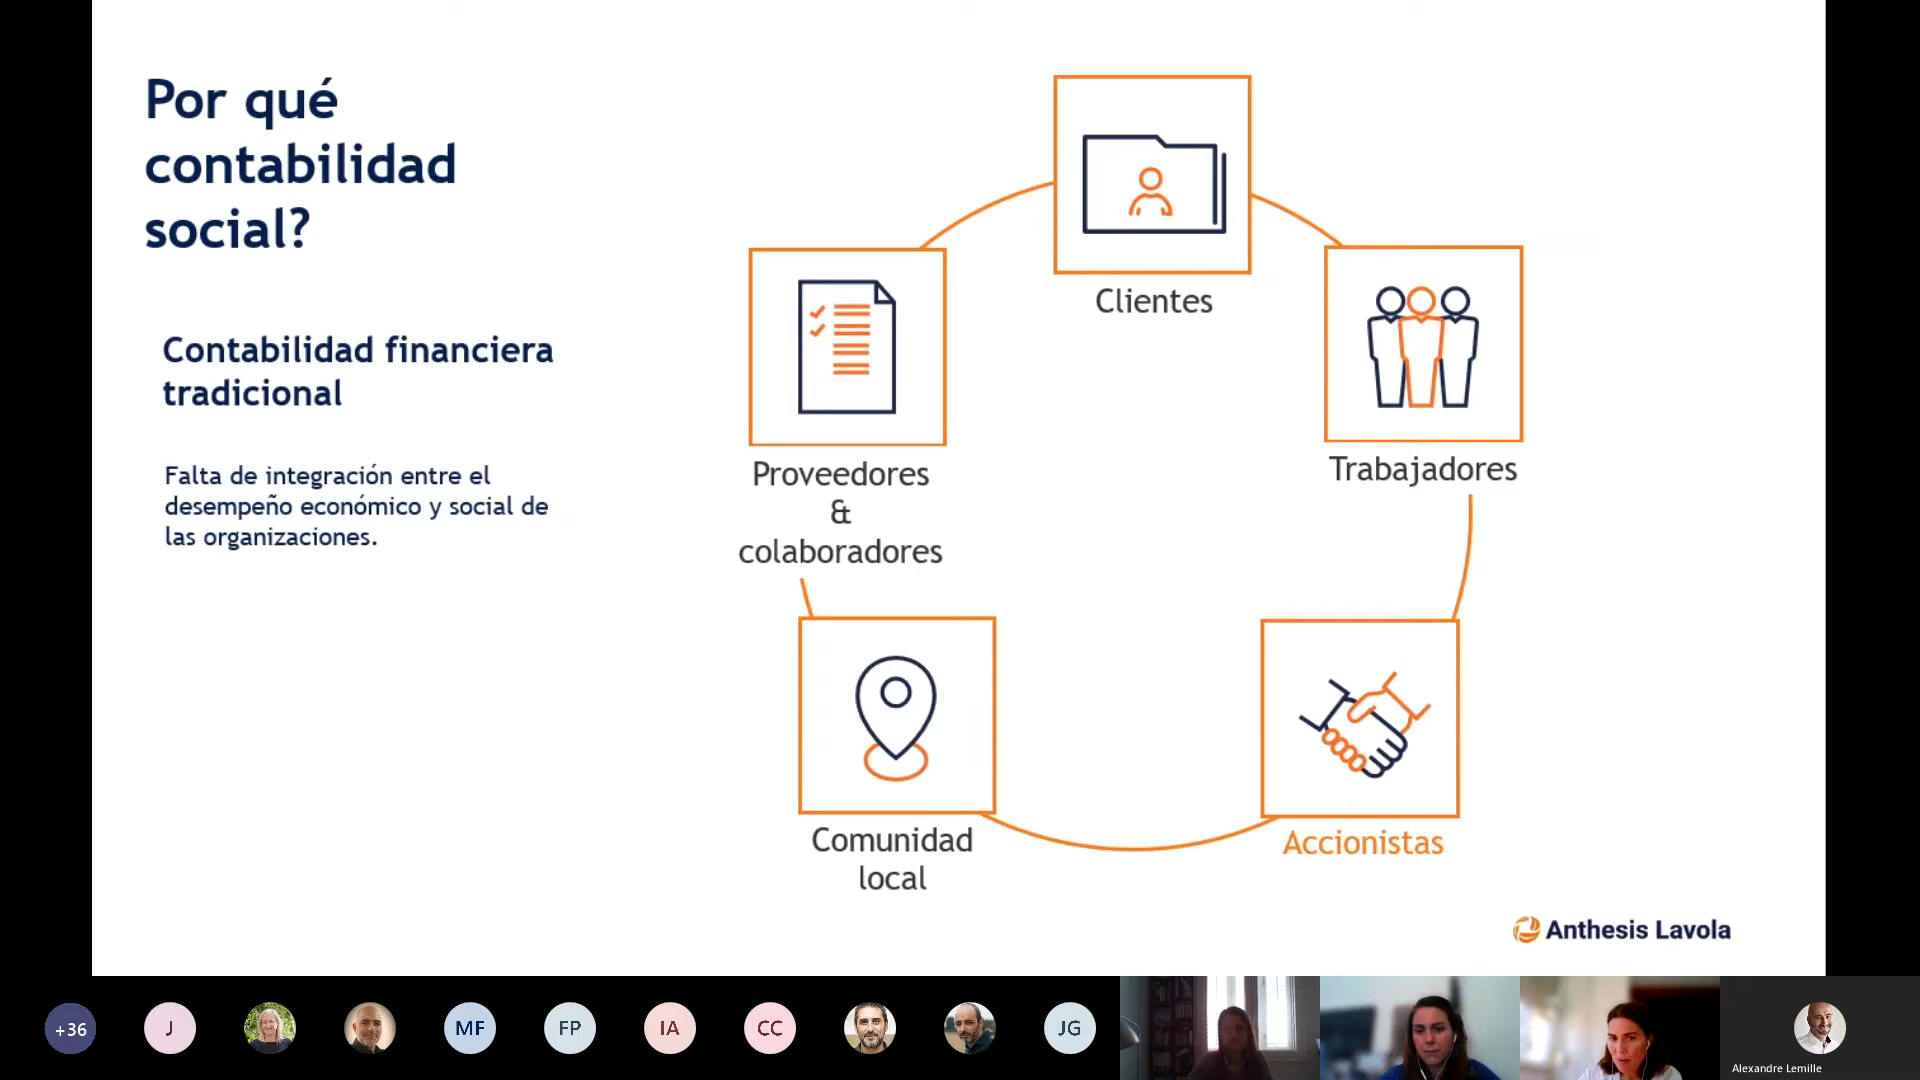 Por qué
contabilidad
social?
Contabilidad financiera
tradicional
Falta de integración entre el
desempeño económico y social de
las organizaciones.
Clientes
Proveedores
&
colaboradores
Trabajadores
Comunidad
local
Accionistas
Anthesis Lavola
+36
J
MF
FP
IA
CC
JG
Alexandre Lemille